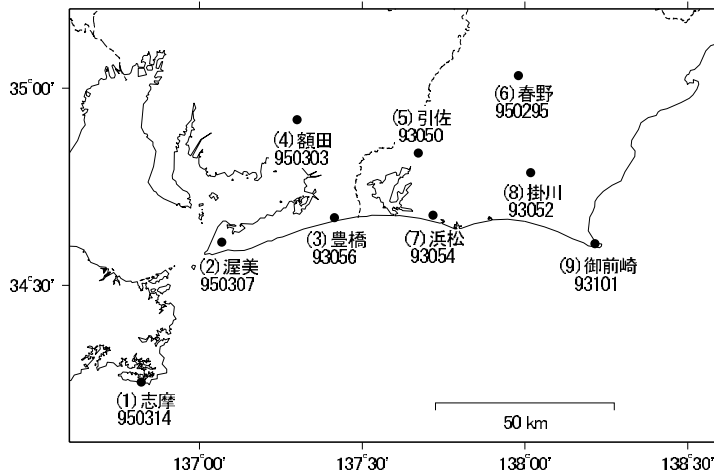 35°00′
(6) 春野
950295
(5) 引佐
93050
(4) 額田
950303
(8) 掛川
93052
(3) 豊橋
93056
(7) 浜松
93054
(2) 渥美
950307
(9) 御前崎
93101
34°30′
(1) 志摩
950314
50 km
137°00′
137°30′
138°00′
138°30′